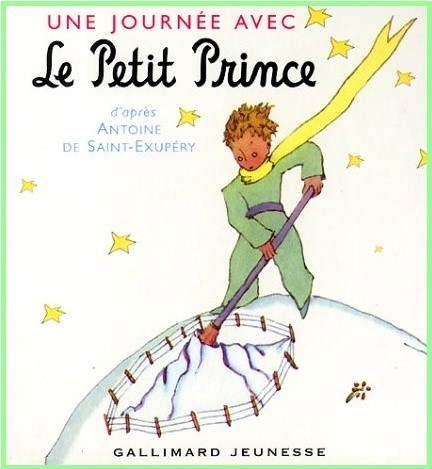 UNE JOURNÉE AVEC
Le Petit Prince
d'après
ANTOINE
DE SAINT-EXUPÉRY
GALLIMARD JEUNESSE